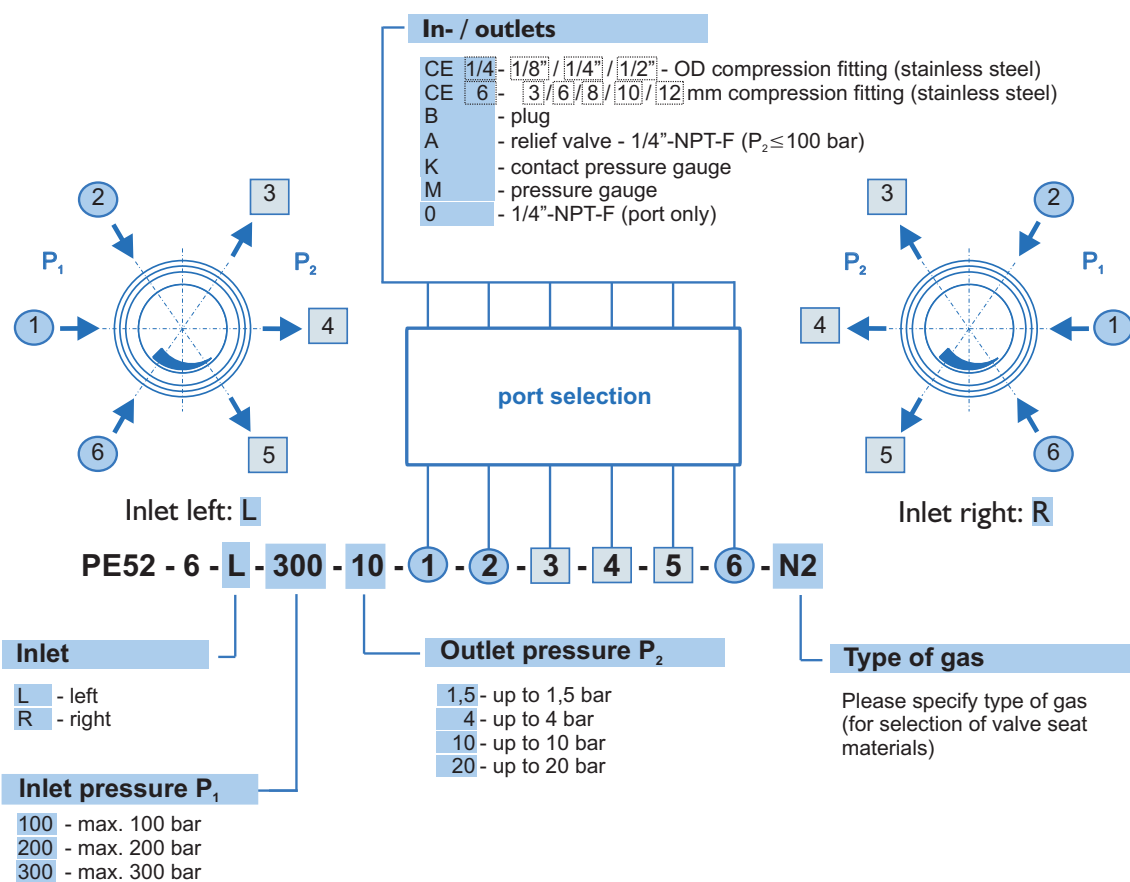 In- / outlets
CE 1/4 - 1/8” / 1/4” / 1/2” - OD compression fitting (stainless steel)
CE 6 - 3 / 6 / 8 / 10 / 12 mm compression fitting (stainless steel)
B - plug
A - relief valve - 1/4”-NPT-F (P₂≤100 bar)
K - contact pressure gauge
M - pressure gauge
0 - 1/4”-NPT-F (port only)
2 3
P₁ P₂
1 4
6 5
Inlet left: L
port selection
3 2
P₂ P₁
4 1
5 6
Inlet right: R
PE52 - 6 - L - 300 - 10 - 1 - 2 - 3 - 4 - 5 - 6 - N2
Inlet
L - left
R - right
Inlet pressure P₁
100 - max. 100 bar
200 - max. 200 bar
300 - max. 300 bar
Outlet pressure P₂
1,5 - up to 1,5 bar
4 - up to 4 bar
10 - up to 10 bar
20 - up to 20 bar
Type of gas
Please specify type of gas
(for selection of valve seat
materials)